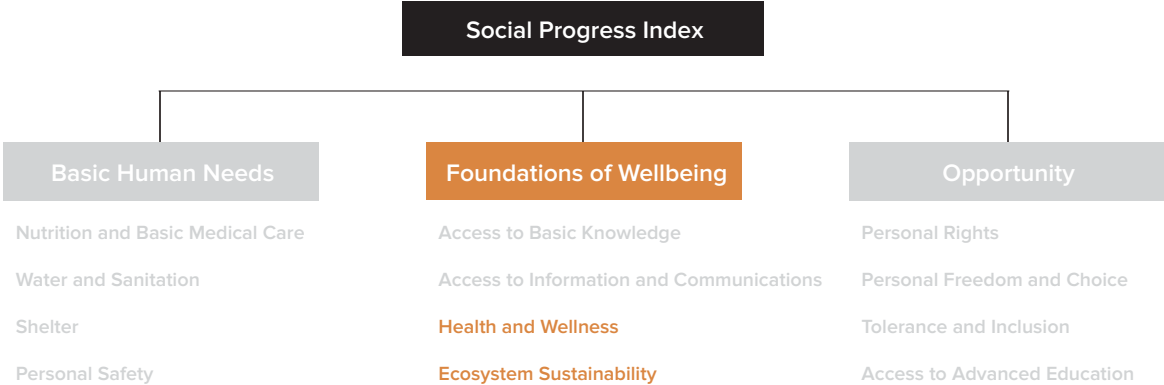 Social Progress Index
Basic Human Needs
Nutrition and Basic Medical Care
Water and Sanitation
Shelter
Personal Safety
Foundations of Wellbeing
Access to Basic Knowledge
Access to Information and Communications
Health and Wellness
Ecosystem Sustainability
Opportunity
Personal Rights
Personal Freedom and Choice
Tolerance and Inclusion
Access to Advanced Education